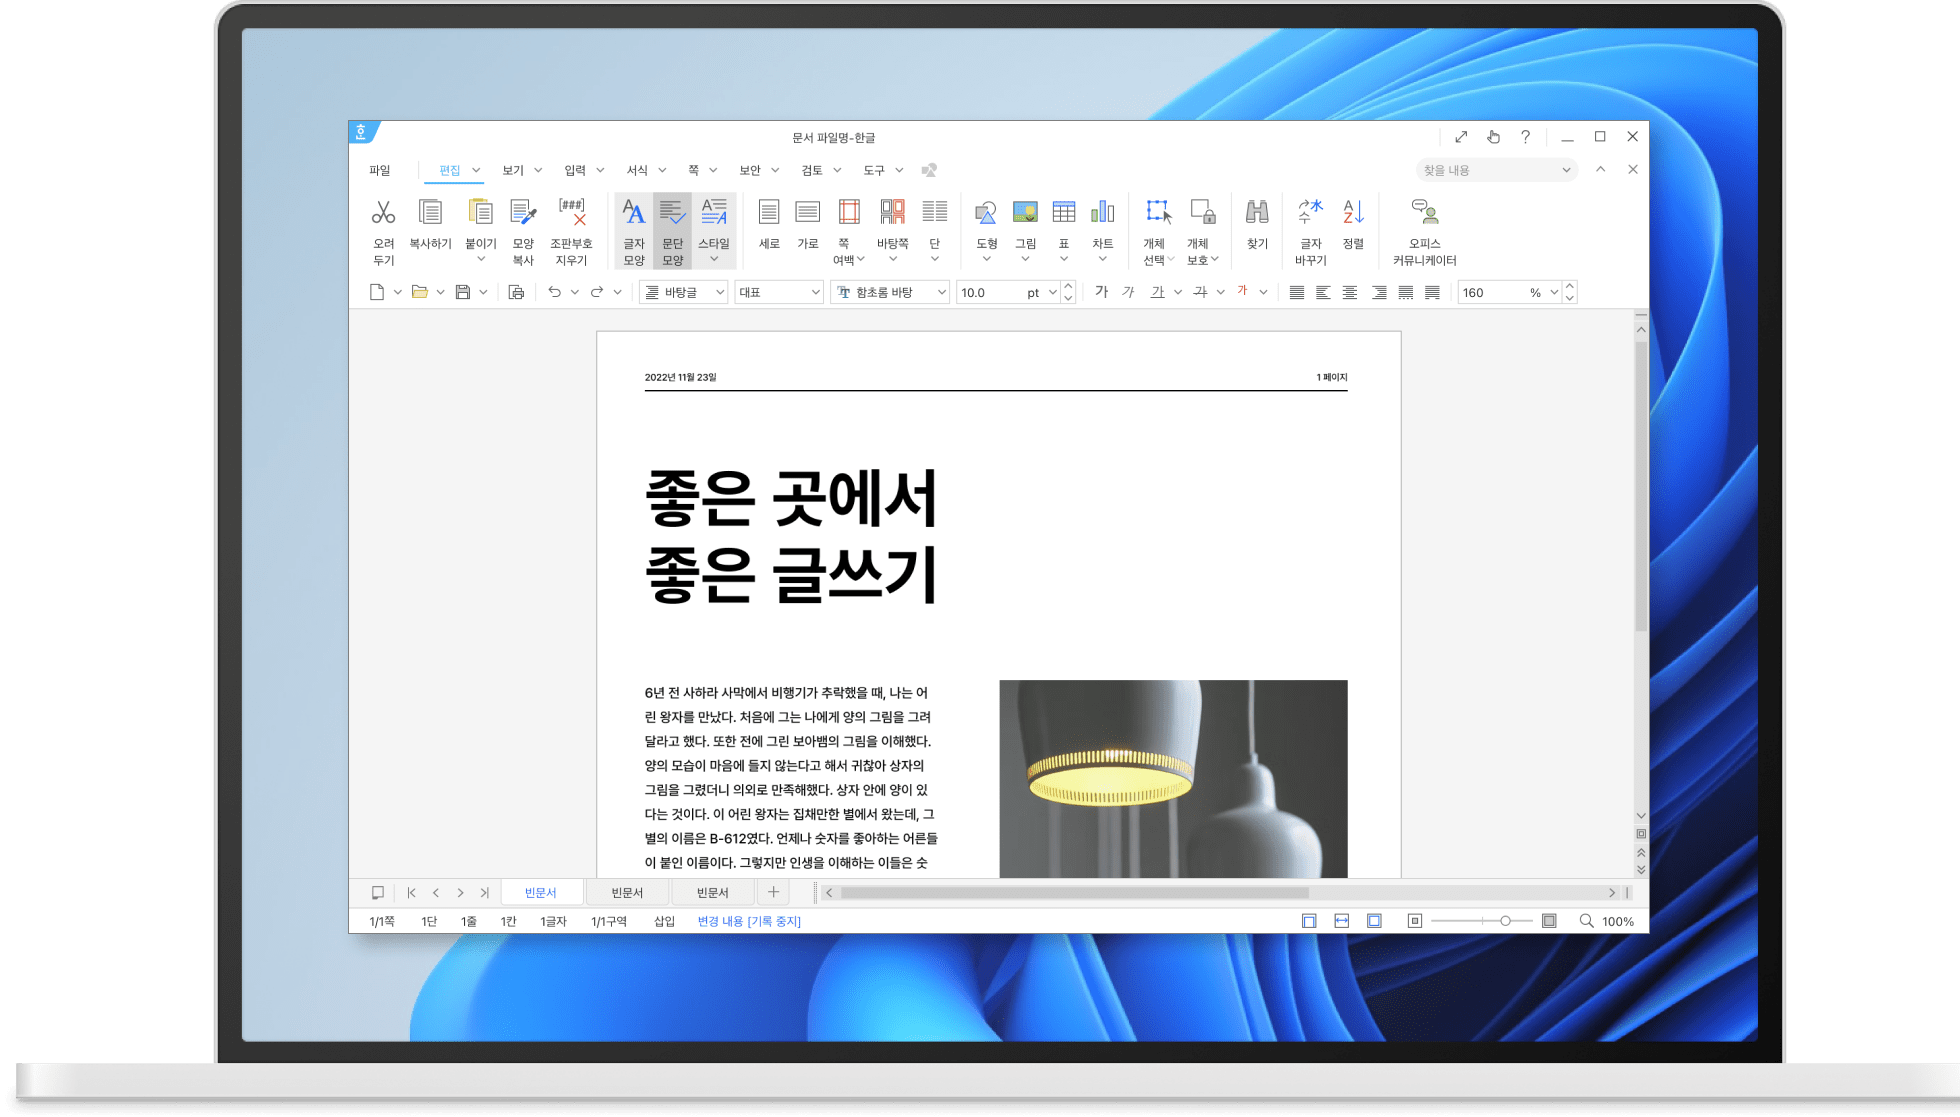 문서 파일명-한글
파일 편집 보기 입력 서식 쪽 보안 검토 도구 찾을 내용
오려 두기 복사하기 붙이기 모양 복사 조판부호 지우기 글자 모양 문단 모양 스타일 세로 가로 쪽 여백 바탕쪽 단 도형 그림 표 차트 개체 선택 개체 보호 찾기 글자 바꾸기 정렬 오피스 커뮤니케이터
바탕글 대표 함초롬 바탕 10.0 pt 가 가 가 가 가 160 %
2022년 11월 23일 1 페이지
좋은 곳에서
좋은 글쓰기
6년 전 사하라 사막에서 비행기가 추락했을 때, 나는 어
린 왕자를 만났다. 처음에 그는 나에게 양의 그림을 그려
달라고 했다. 또한 전에 그린 보아뱀의 그림을 이해했다.
양의 모습이 마음에 들지 않는다고 해서 귀찮아 상자의
그림을 그렸더니 의외로 만족해했다. 상자 안에 양이 있
다는 것이다. 이 어린 왕자는 집채만한 별에서 왔는데, 그
별의 이름은 B-612였다. 언제나 숫자를 좋아하는 어른들
이 붙인 이름이다. 그렇지만 인생을 이해하는 이들은 숫
빈문서 빈문서 빈문서
1/1쪽 1단 1줄 1칸 1글자 1/1구역 삽입 변경 내용 [기록 중지] 100%